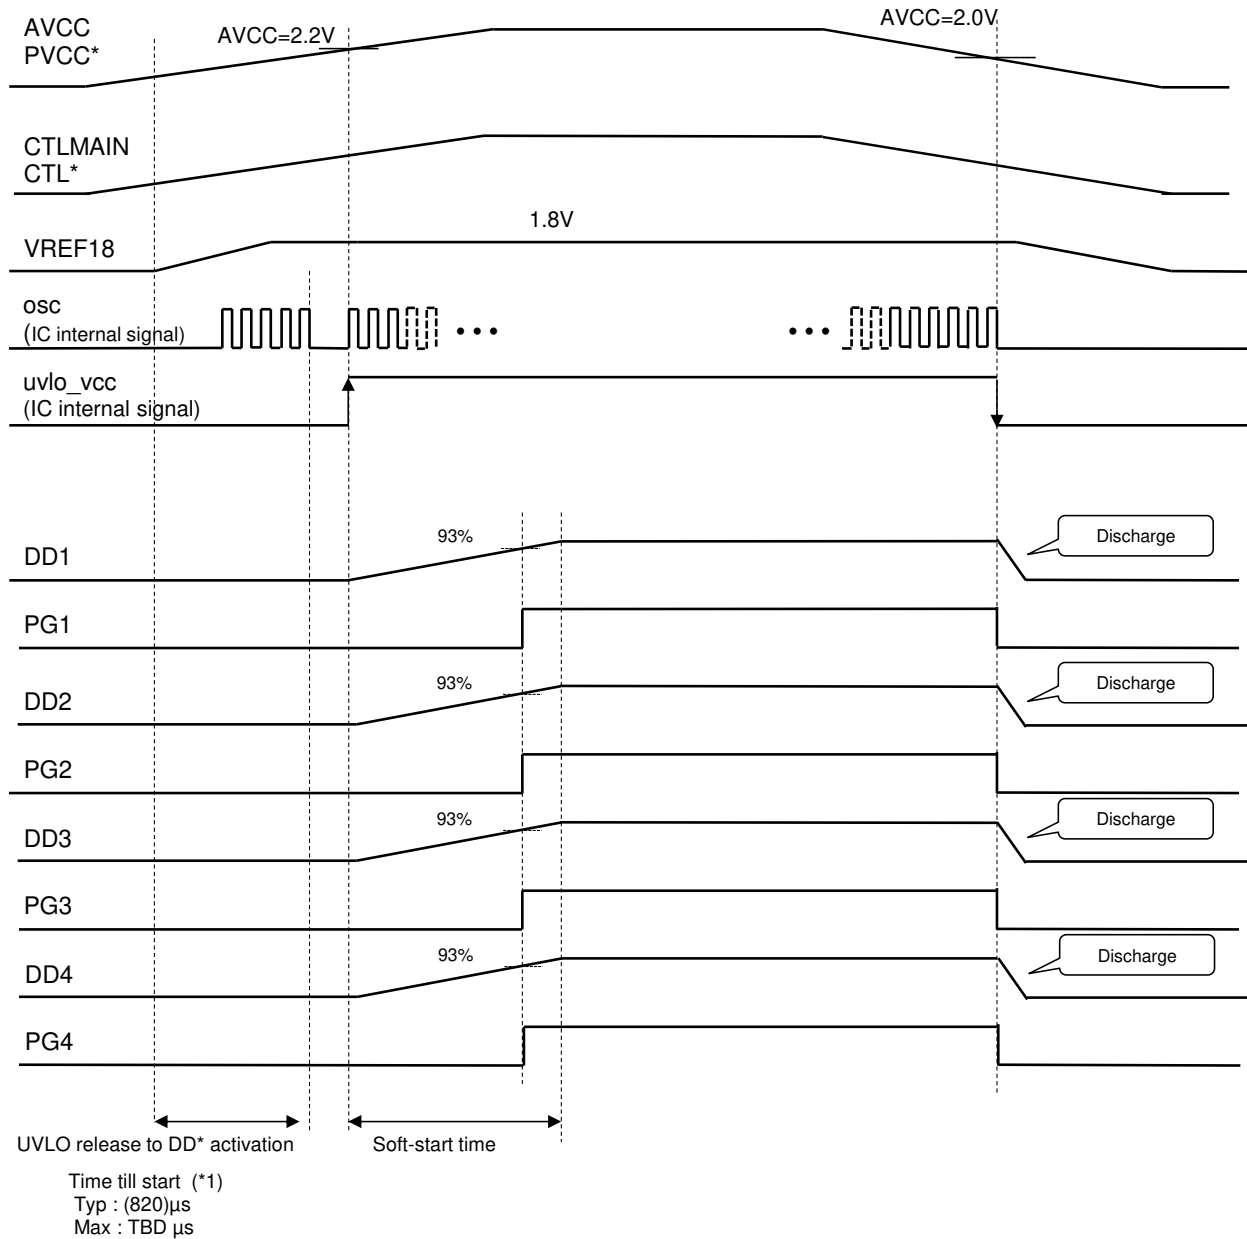 AVCC
PVCC*
AVCC=2.2V
AVCC=2.0V
CTLMAIN
CTL*
1.8V
VREF18
osc
(IC internal signal)
uvlo_vcc
(IC internal signal)
93%
Discharge
DD1
PG1
93%
Discharge
DD2
PG2
93%
Discharge
DD3
PG3
93%
Discharge
DD4
PG4
UVLO release to DD* activation
Soft-start time
Time till start (*1)
Typ : (820)µs
Max : TBD µs